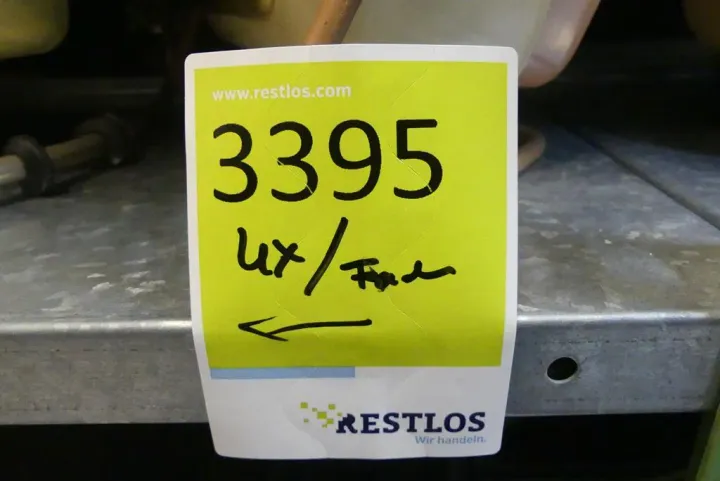 www.restlos.com
3395
4x /
RESTLOS
Wir handeln.